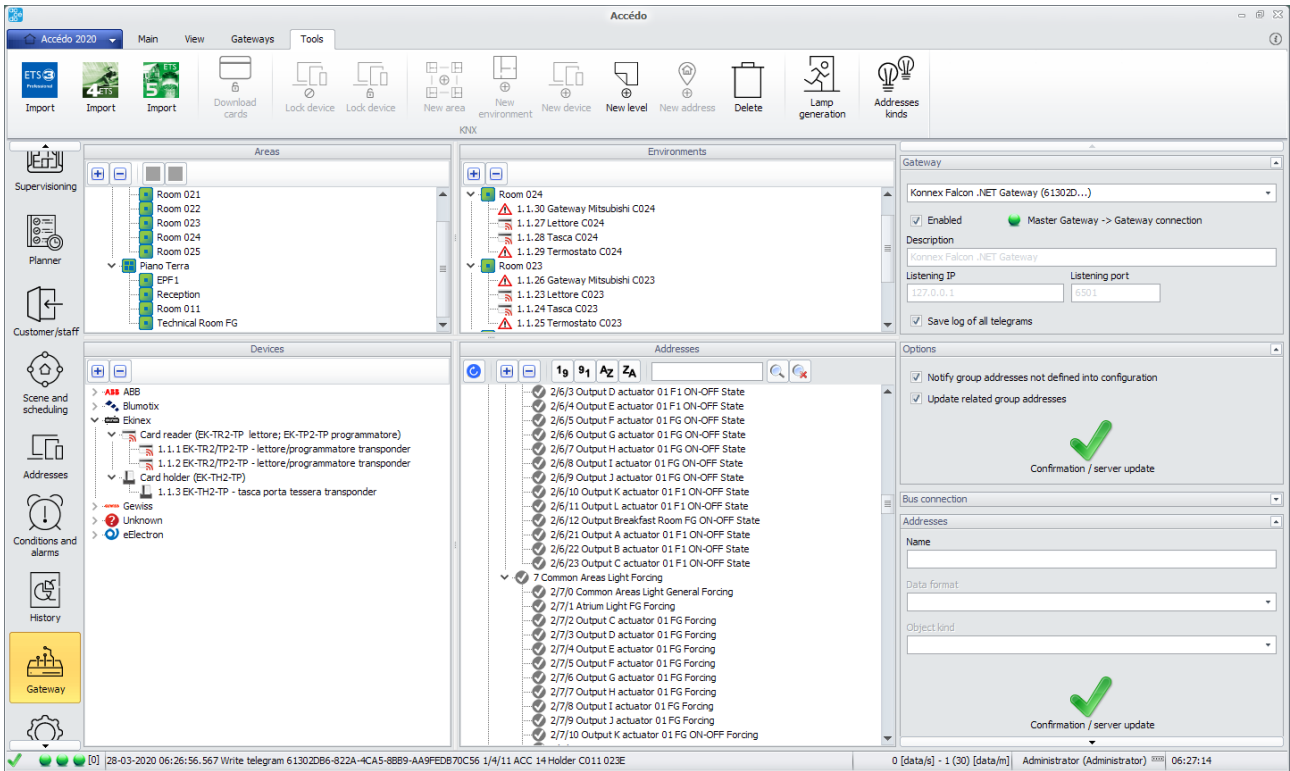 Accédo
Accédo 2020
Main
View
Gateways
Tools
ETS3
Professional
Import
4ETS
Import
ETS
5
Import
Download cards
Lock device
Lock device
New area
New environment
New device
New level
New address
Delete
Lamp generation
Addresses kinds
KNX
Supervisioning
Planner
Customer/staff
Scene and scheduling
Addresses
Conditions and alarms
History
Gateway
Areas
Room 021
Room 022
Room 023
Room 024
Room 025
Piano Terra
EPF1
Reception
Room 011
Technical Room FG
Environments
Room 024
1.1.30 Gateway Mitsubishi C024
1.1.27 Lettore C024
1.1.28 Tasca C024
1.1.29 Termostato C024
Room 023
1.1.26 Gateway Mitsubishi C023
1.1.23 Lettore C023
1.1.24 Tasca C023
1.1.25 Termostato C023
Devices
ABB ABB
Blumotix
Ekinex
Card reader (EK-TR2-TP lettore; EK-TP2-TP programmatore)
1.1.1 EK-TR2/TP2-TP - lettore/programmatore transponder
1.1.2 EK-TR2/TP2-TP - lettore/programmatore transponder
Card holder (EK-TH2-TP)
1.1.3 EK-TH2-TP - tasca porta tessera transponder
GEWISS Gewiss
Unknown
eElectron
Addresses
19 91 AZ ZA
2/6/3 Output D actuator 01 F1 ON-OFF State
2/6/4 Output E actuator 01 F1 ON-OFF State
2/6/5 Output F actuator 01 FG ON-OFF State
2/6/6 Output G actuator 01 FG ON-OFF State
2/6/7 Output H actuator 01 FG ON-OFF State
2/6/8 Output I actuator 01 FG ON-OFF State
2/6/9 Output J actuator 01 FG ON-OFF State
2/6/10 Output K actuator 01 F1 ON-OFF State
2/6/11 Output L actuator 01 F1 ON-OFF State
2/6/12 Output Breakfast Room FG ON-OFF State
2/6/21 Output A actuator 01 F1 ON-OFF State
2/6/22 Output B actuator 01 F1 ON-OFF State
2/6/23 Output C actuator 01 F1 ON-OFF State
7 Common Areas Light Forcing
2/7/0 Common Areas Light General Forcing
2/7/1 Atrium Light FG Forcing
2/7/2 Output C actuator 01 FG Forcing
2/7/3 Output D actuator 01 FG Forcing
2/7/4 Output E actuator 01 FG Forcing
2/7/5 Output F actuator 01 FG Forcing
2/7/6 Output G actuator 01 FG Forcing
2/7/7 Output H actuator 01 FG Forcing
2/7/8 Output I actuator 01 FG Forcing
2/7/9 Output J actuator 01 FG Forcing
2/7/10 Output K actuator 01 FG ON-OFF Forcing
Gateway
Konnex Falcon .NET Gateway (61302D...)
Enabled
Master Gateway -> Gateway connection
Description
Konnex Falcon .NET Gateway
Listening IP
Listening port
127.0.0.1
6501
Save log of all telegrams
Options
Notify group addresses not defined into configuration
Update related group addresses
Confirmation / server update
Bus connection
Addresses
Name
Data format
Object kind
Confirmation / server update
[0] 28-03-2020 06:26:56.567 Write telegram 61302DB6-822A-4CA5-8BB9-AA9FEDB70C56 1/4/11 ACC 14 Holder C011 023E
0 [data/s] - 1 (30) [data/m]
Administrator (Administrator)
06:27:14